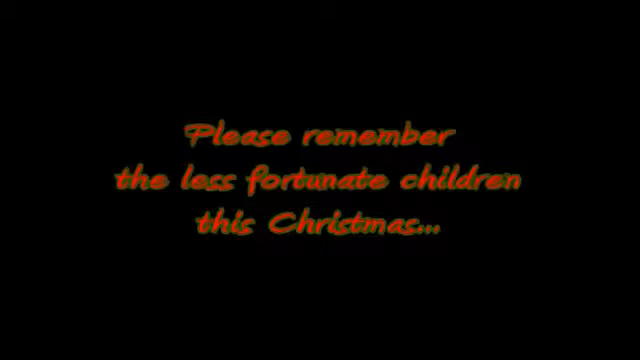 Please remember
the less fortunate children
this Christmas...